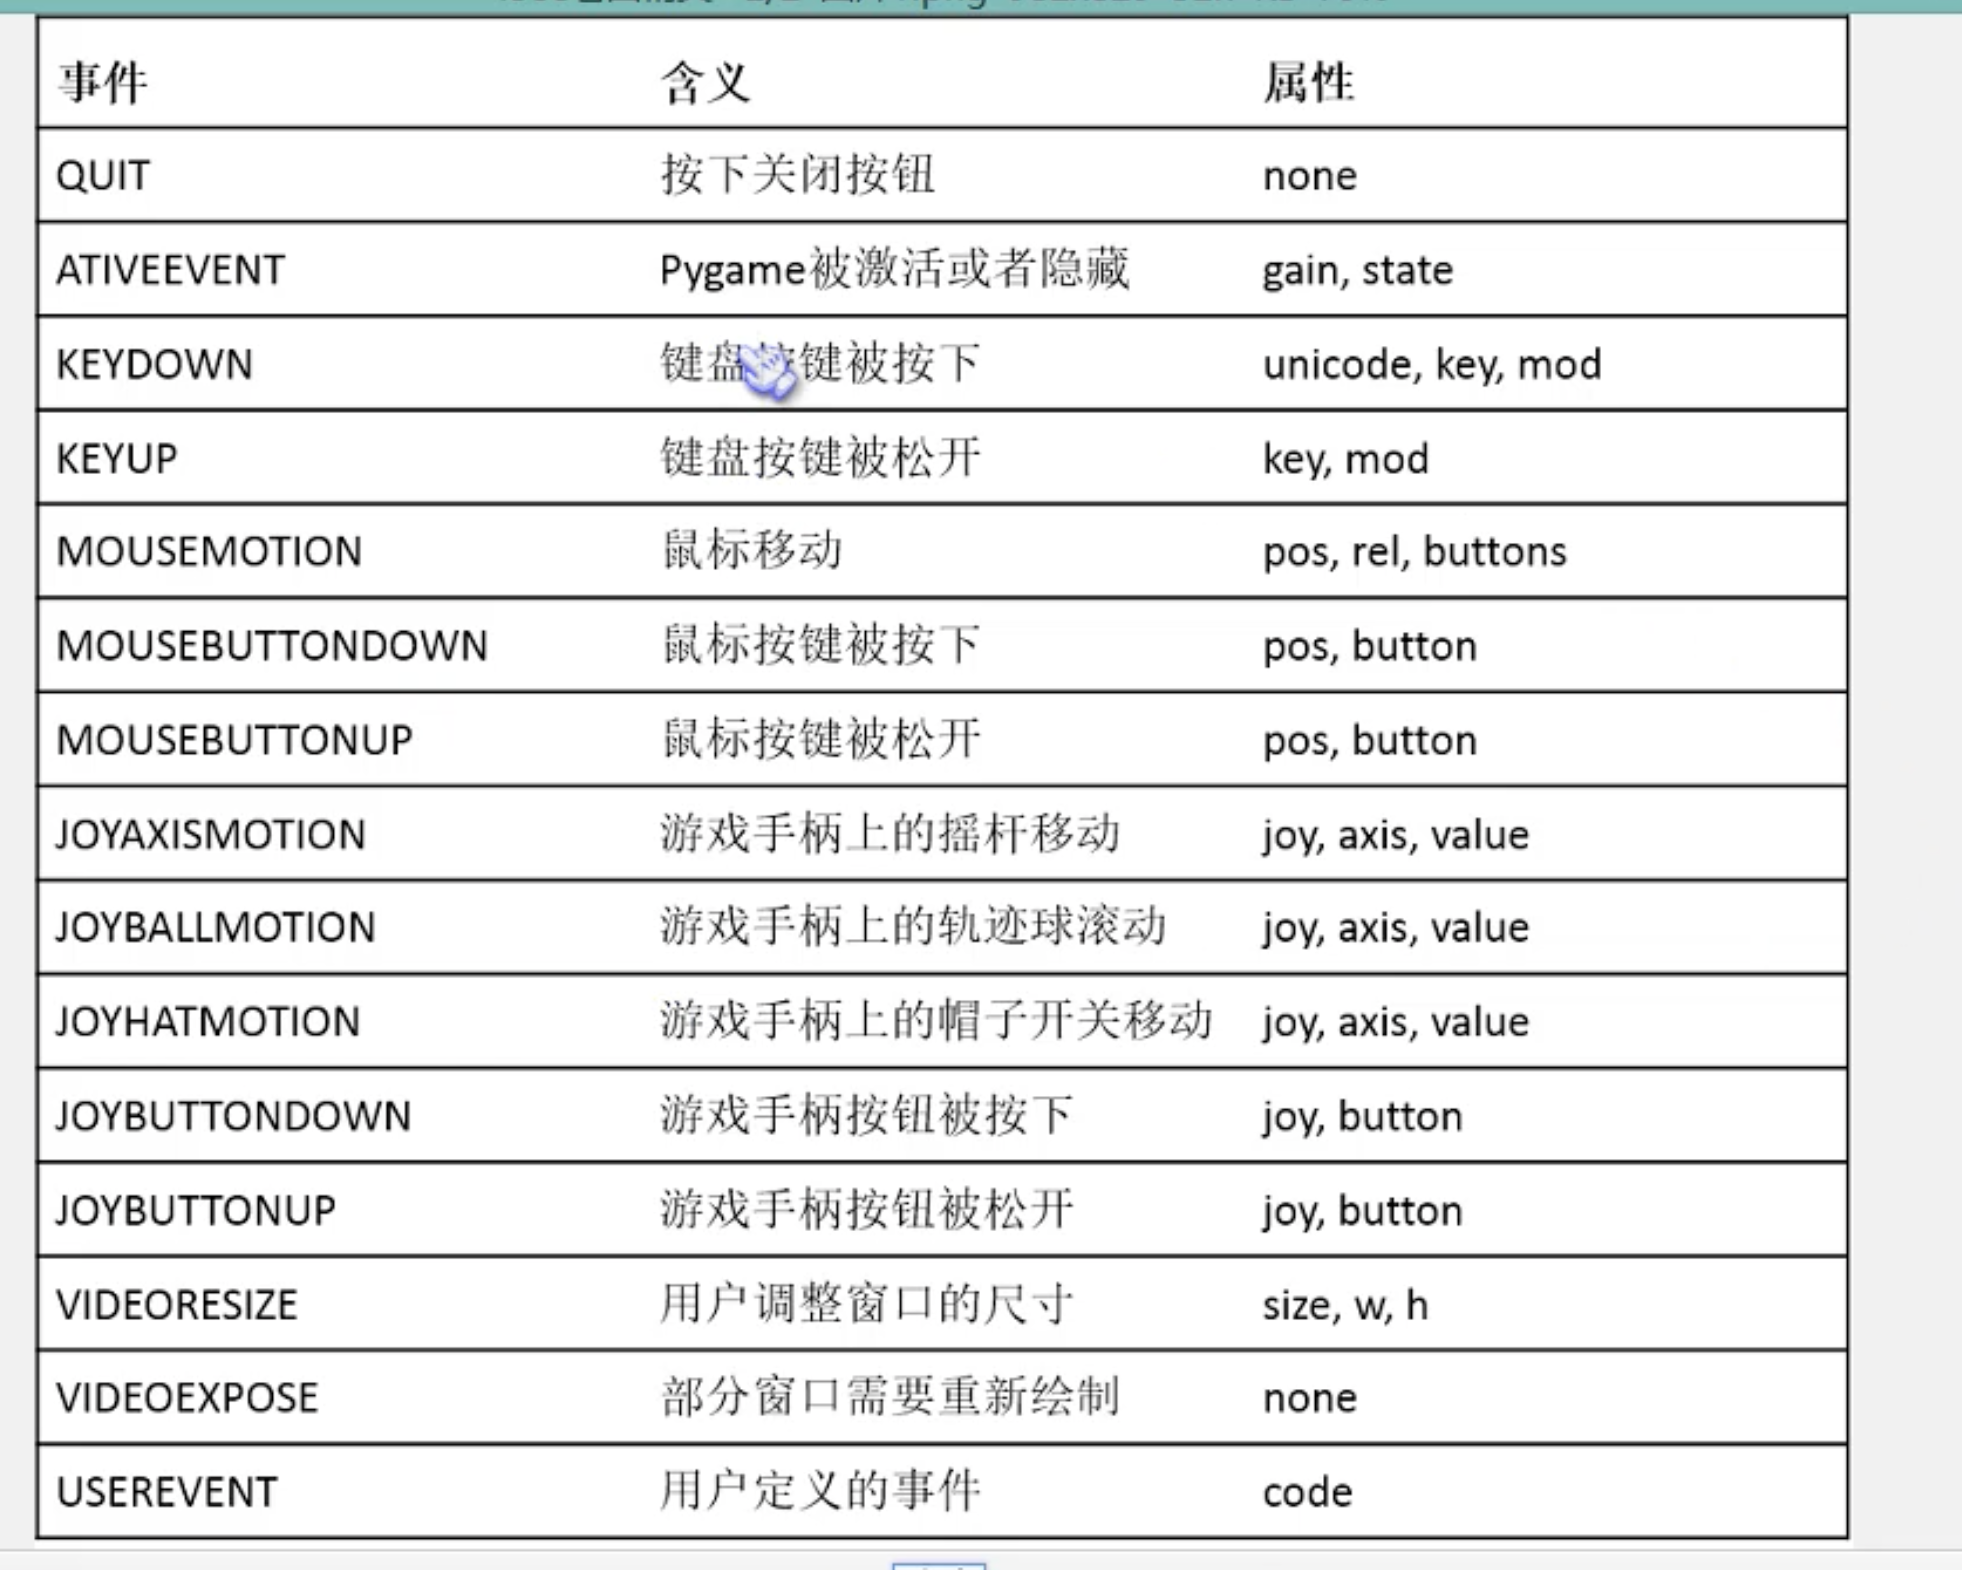 事件 含义 属性
QUIT 按下关闭按钮 none
ATIVEEVENT Pygame被激活或者隐藏 gain, state
KEYDOWN 键盘按键被按下 unicode, key, mod
KEYUP 键盘按键被松开 key, mod
MOUSEMOTION 鼠标移动 pos, rel, buttons
MOUSEBUTTONDOWN 鼠标按键被按下 pos, button
MOUSEBUTTONUP 鼠标按键被松开 pos, button
JOYAXISMOTION 游戏手柄上的摇杆移动 joy, axis, value
JOYBALLMOTION 游戏手柄上的轨迹球滚动 joy, axis, value
JOYHATMOTION 游戏手柄上的帽子开关移动 joy, axis, value
JOYBUTTONDOWN 游戏手柄按钮被按下 joy, button
JOYBUTTONUP 游戏手柄按钮被松开 joy, button
VIDEORESIZE 用户调整窗口的尺寸 size, w, h
VIDEOEXPOSE 部分窗口需要重新绘制 none
USEREVENT 用户定义的事件 code